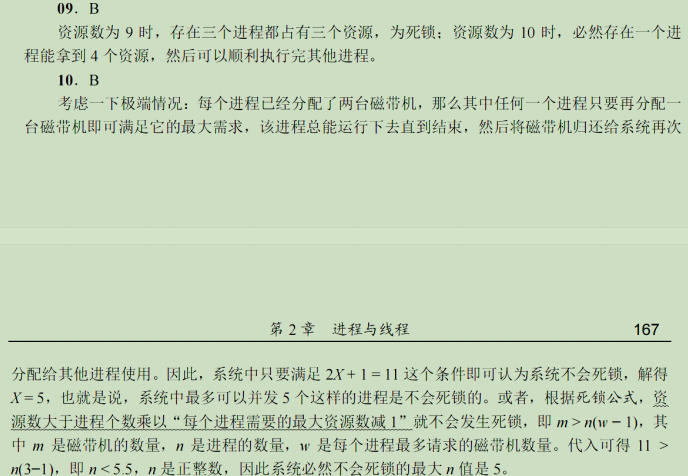 09．B
资源数为 9 时，存在三个进程都占有三个资源，为死锁；资源数为 10 时，必然存在一个进
程能拿到 4 个资源，然后可以顺利执行完其他进程。
10．B
考虑一下极端情况：每个进程已经分配了两台磁带机，那么其中任何一个进程只要再分配一
台磁带机即可满足它的最大需求，该进程总能运行下去直到结束，然后将磁带机归还给系统再次
第 2 章　进程与线程　167
分配给其他进程使用。因此，系统中只要满足 2X + 1 = 11 这个条件即可认为系统不会死锁，解得
X = 5，也就是说，系统中最多可以并发 5 个这样的进程是不会死锁的。或者，根据死锁公式，资
源数大于进程个数乘以“每个进程需要的最大资源数减 1”就不会发生死锁，即 m > n(w − 1)，其
中 m 是磁带机的数量，n 是进程的数量，w 是每个进程最多请求的磁带机数量。代入可得 11 >
n(3−1)，即 n < 5.5，n 是正整数，因此系统必然不会死锁的最大 n 值是 5。